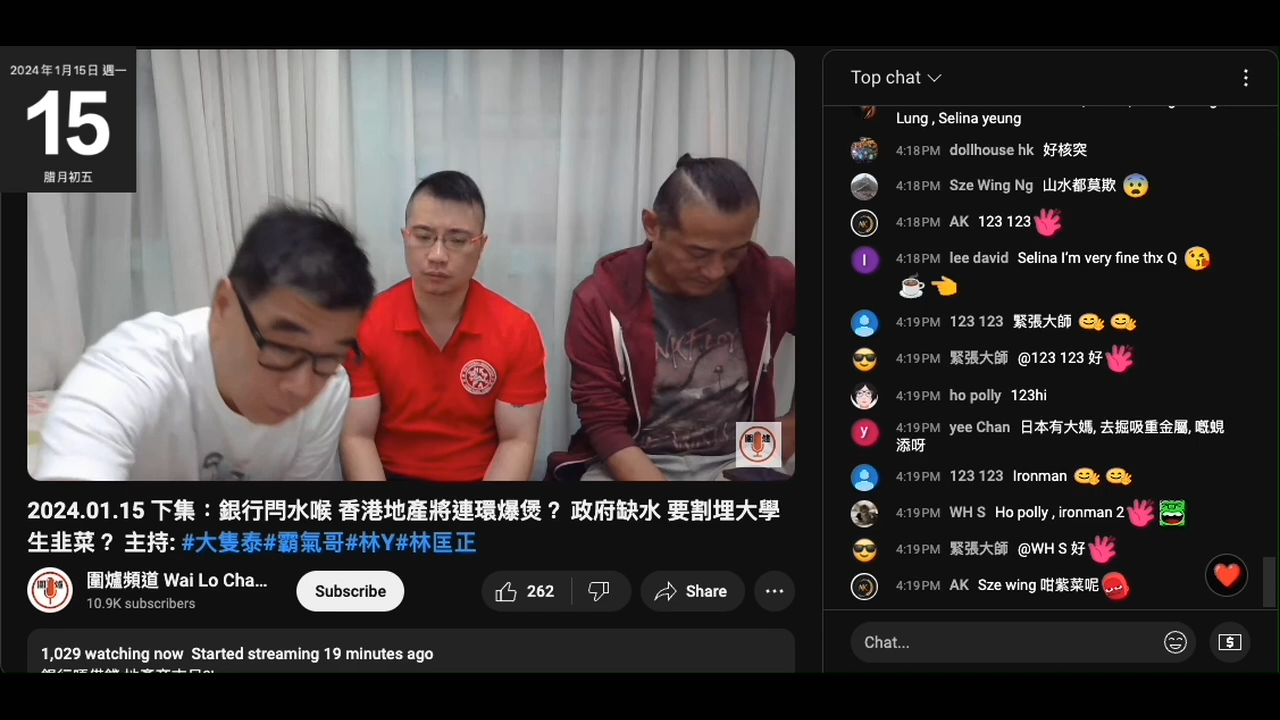 2024年1月15日 週一
15
腊月初五
NKFLOY
圍爐
2024.01.15 下集：銀行閂水喉 香港地產將連環爆煲？ 政府缺水 要割埋大學
生韭菜？ 主持: #大隻泰#霸氣哥#林Y#林匡正
圍爐頻道 Wai Lo Cha...
10.9K subscribers
Subscribe
262
Share
1,029 watching now Started streaming 19 minutes ago
Top chat
Lung , Selina yeung
4:18PM dollhouse hk 好核突
4:18PM Sze Wing Ng 山水都莫欺 😨
4:18PM AK 123 123
4:18PM lee david Selina I'm very fine thx Q 😘
☕👈
4:19PM 123 123 緊張大師
4:19PM 緊張大師 @123 123 好
4:19PM ho polly 123hi
4:19PM yee Chan 日本有大媽, 去掘吸重金屬, 嘅蜆
添呀
4:19PM 123 123 Ironman
4:19PM WH S Ho polly , ironman 2
4:19PM 緊張大師 @WH S 好
4:19PM AK Sze wing 咁紫菜呢
Chat...